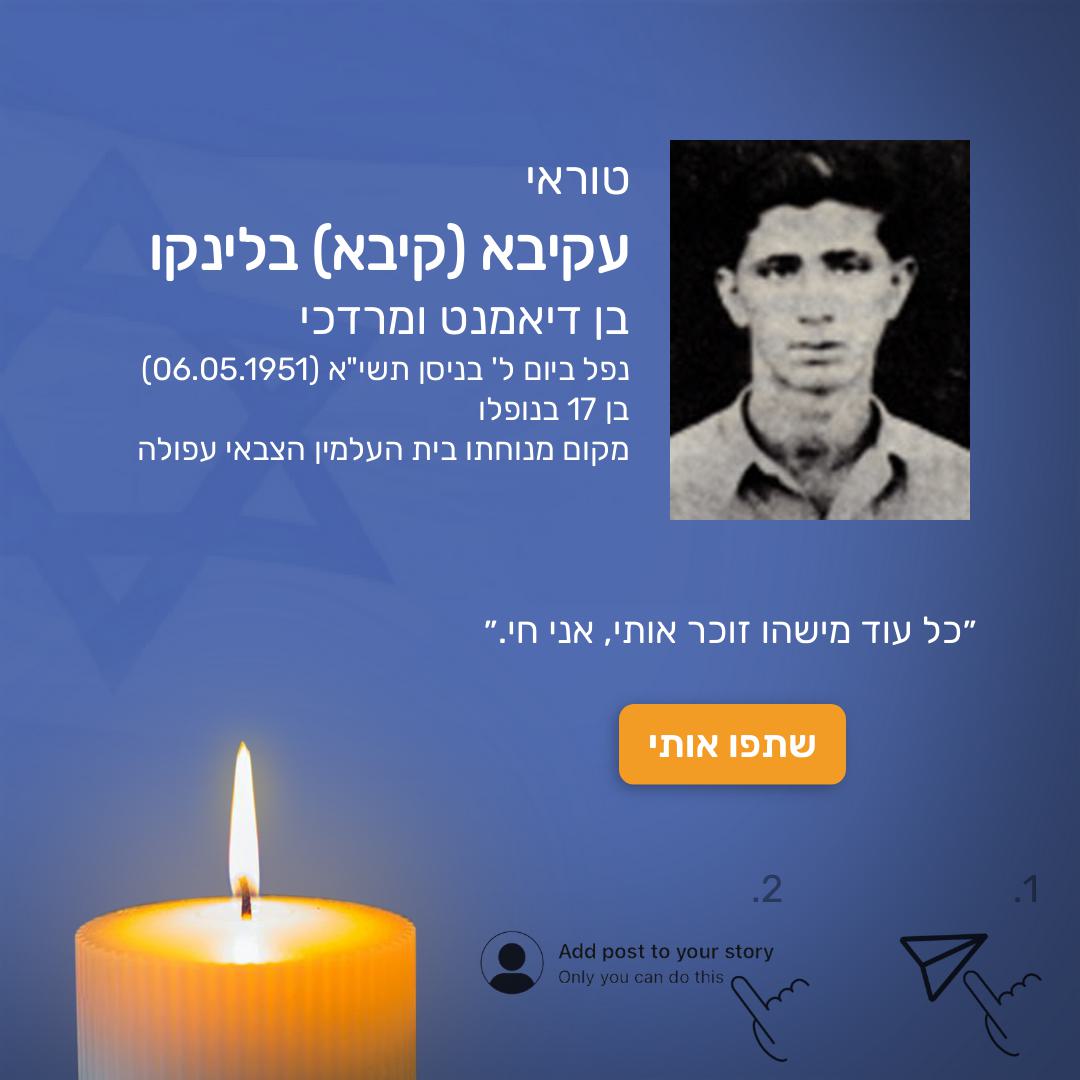 טוראי
עקיבא (קיבא) בלינקו
בן דיאמנט ומרדכי
נפל ביום ל' בניסן תשי"א (06.05.1951)
בן 17 בנופלו
מקום מנוחתו בית העלמין הצבאי עפולה
״כל עוד מישהו זוכר אותי, אני חי.״
שתפו אותי
1.
2.
Add post to your story
Only you can do this